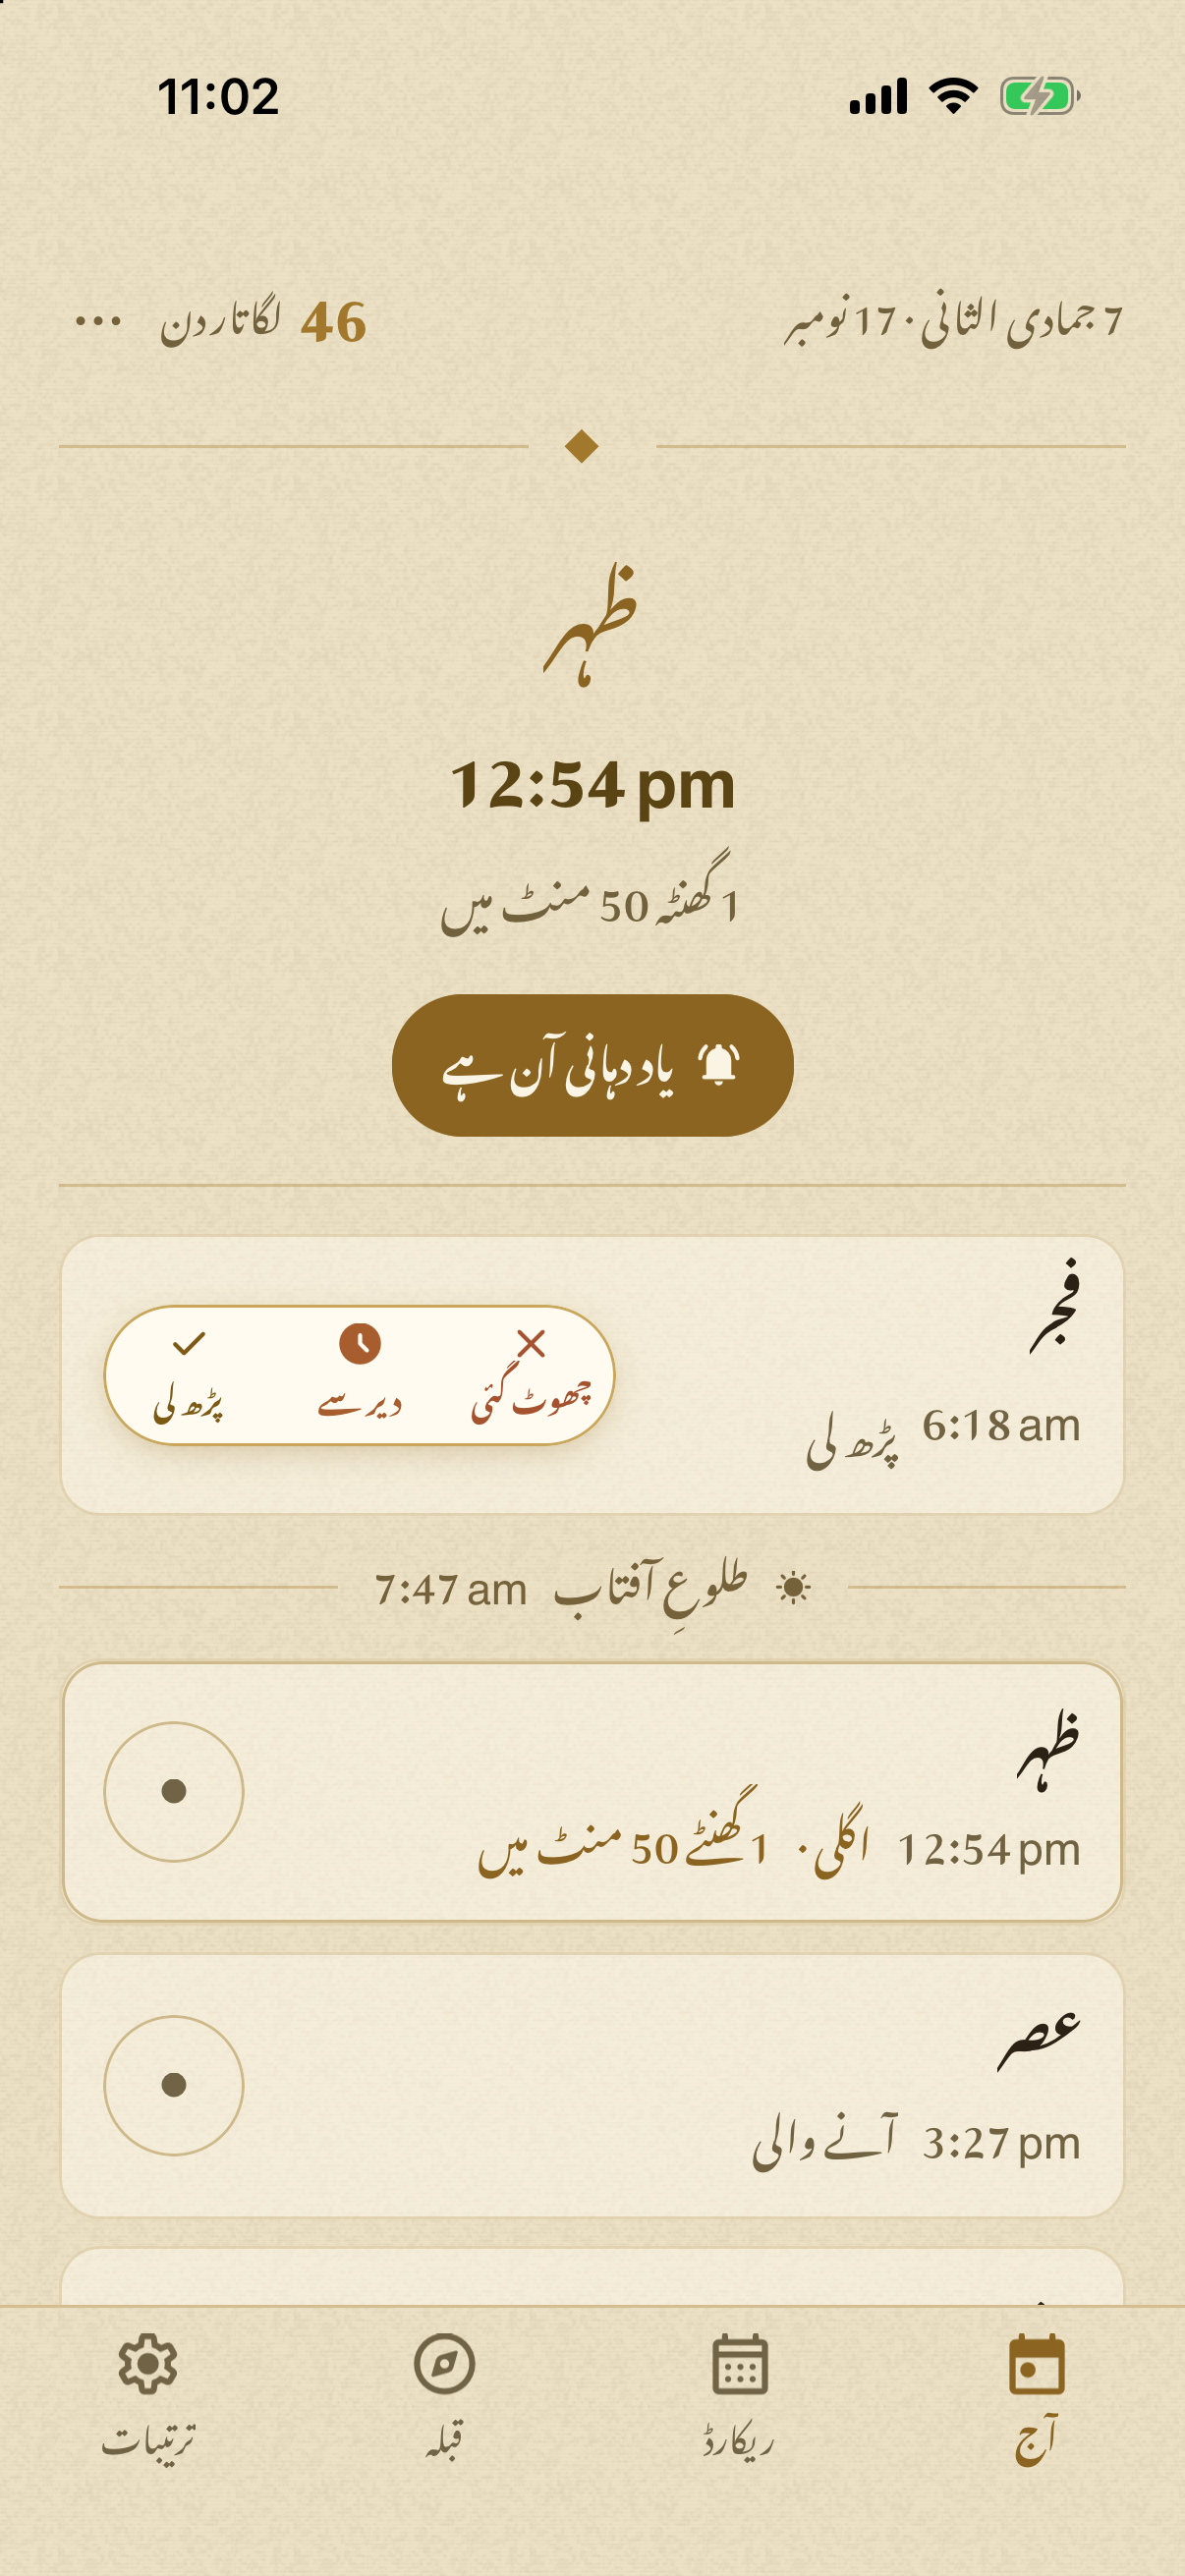 11:02
7 جمادی الثانی · 17 نومبر
46 لگاتار دن
ظہر
12:54 pm
1 گھنٹہ 50 منٹ میں
یاد دہانی آن ہے
فجر
6:18 am پڑھ لی
چھوٹ گئی
دیر سے
پڑھ لی
طلوعِ آفتاب 7:47 am
ظہر
12:54 pm اگلی · 1 گھنٹے 50 منٹ میں
عصر
3:27 pm آنے والی
آج
ریکارڈ
قبلہ
ترتیبات